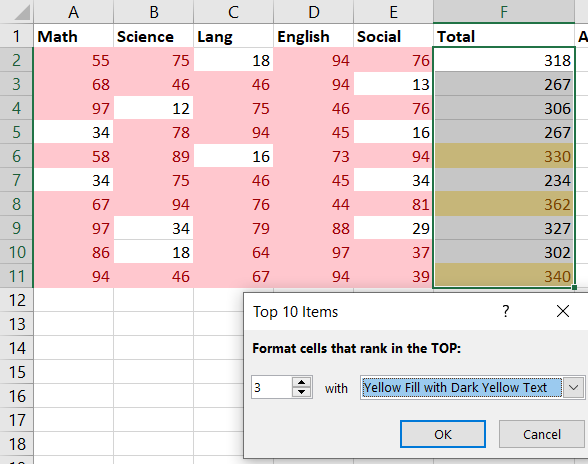 A B C D E F
1 Math Science Lang English Social Total A
2 55 75 18 94 76 318
3 68 46 46 94 13 267
4 97 12 75 46 76 306
5 34 78 94 45 16 267
6 58 89 16 73 94 330
7 34 75 46 45 34 234
8 67 94 76 44 81 362
9 97 34 79 88 29 327
10 86 18 64 97 37 302
11 94 46 67 94 39 340
12
13
14
15
16
17
18
Top 10 Items ?
Format cells that rank in the TOP:
3 with Yellow Fill with Dark Yellow Text
OK Cancel